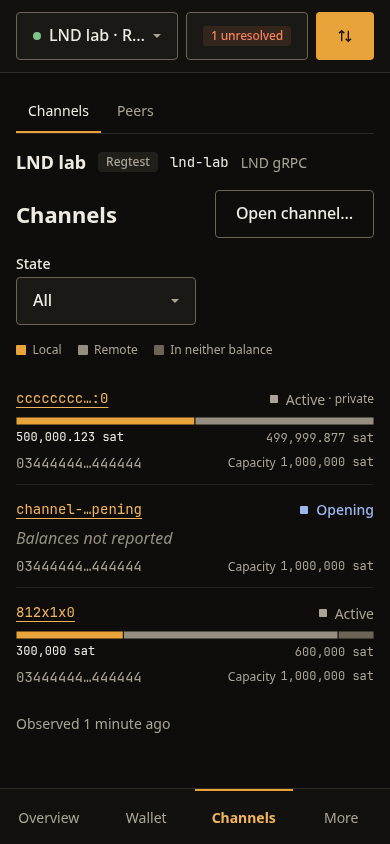 LND lab · R...
1 unresolved
Channels Peers
LND lab Regtest lnd-lab LND gRPC
Channels Open channel...
State
All
Local Remote In neither balance
cccccccc…:0 Active · private
500,000.123 sat 499,999.877 sat
03444444…444444 Capacity 1,000,000 sat
channel-…pening Opening
Balances not reported
03444444…444444 Capacity 1,000,000 sat
812x1x0 Active
300,000 sat 600,000 sat
03444444…444444 Capacity 1,000,000 sat
Observed 1 minute ago
Overview Wallet Channels More